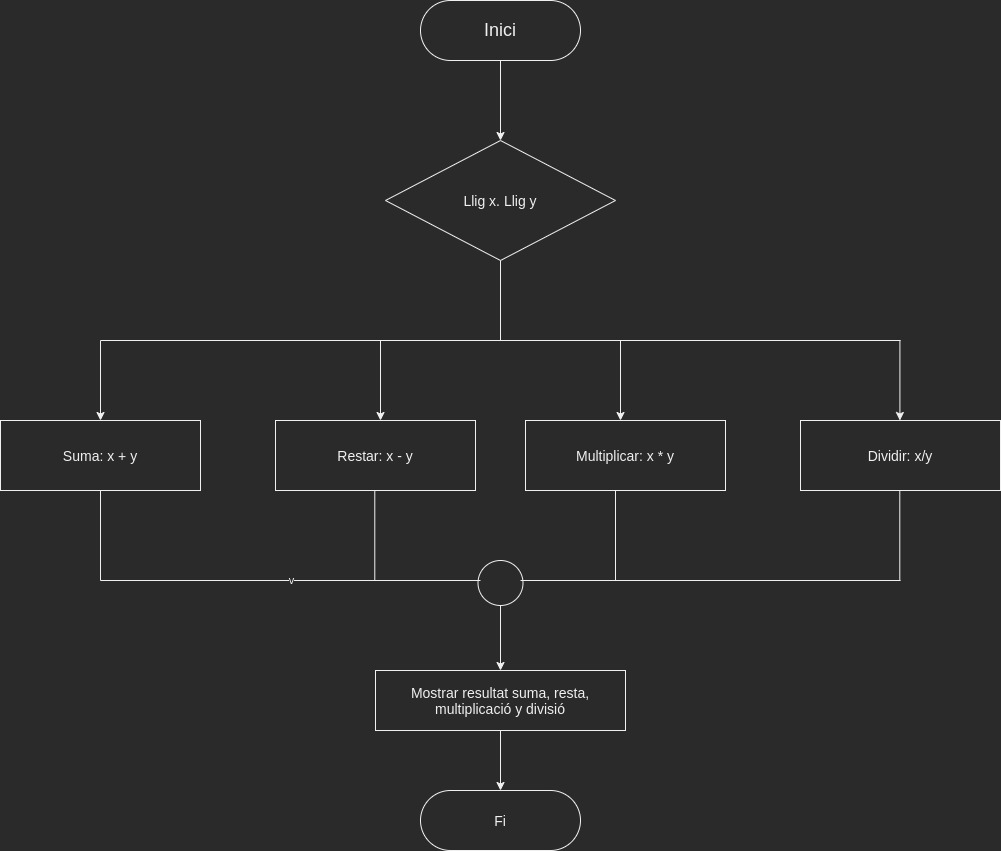 Inici
Llig x. Llig y
Suma: x + y
Restar: x - y
Multiplicar: x * y
Dividir: x/y
v
Mostrar resultat suma, resta,
multiplicació y divisió
Fi